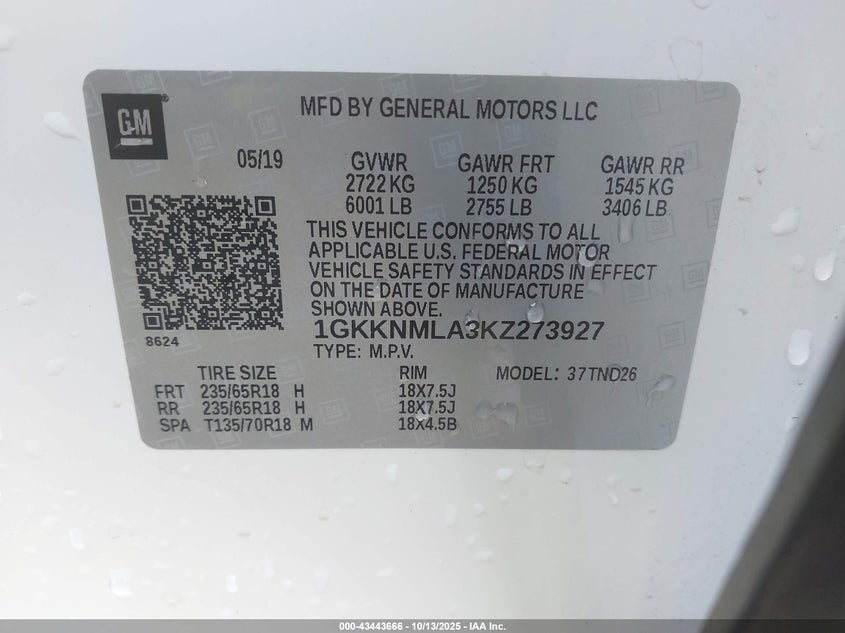 GM®
MFD BY GENERAL MOTORS LLC
05/19 GVWR GAWR FRT GAWR RR
2722 KG 1250 KG 1545 KG
6001 LB 2755 LB 3406 LB
THIS VEHICLE CONFORMS TO ALL
APPLICABLE U.S. FEDERAL MOTOR
VEHICLE SAFETY STANDARDS IN EFFECT
ON THE DATE OF MANUFACTURE
SHOWN ABOVE.
1GKKNMLA3KZ273927
8624
TYPE: M.P.V.
TIRE SIZE RIM MODEL: 37TND26
FRT 235/65R18 H 18X7.5J
RR 235/65R18 H 18X7.5J
SPA T135/70R18 M 18X4.5B
000-43443666 - 10/13/2025 - IAA Inc.